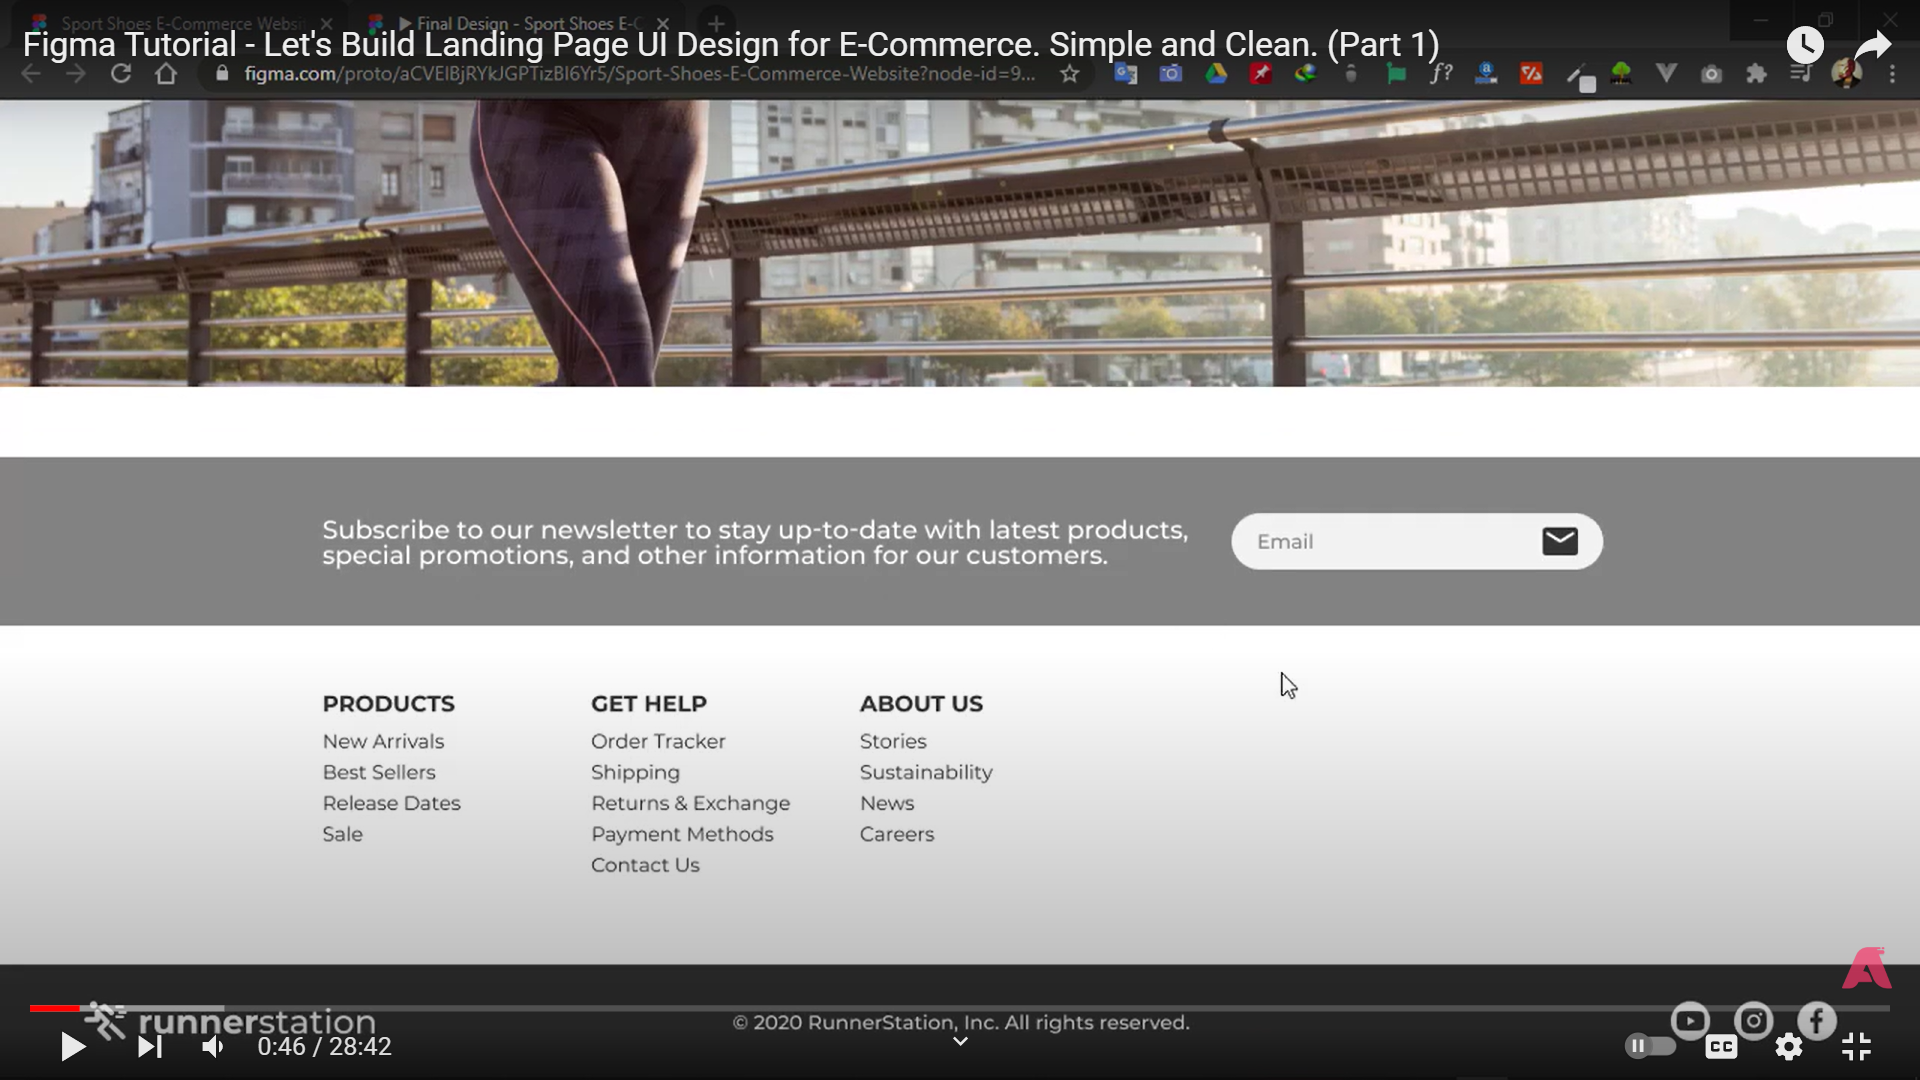 Sport Shoes E-Commerce Websi
Final Design - Sport Shoes E-C
Figma Tutorial - Let's Build Landing Page UI Design for E-Commerce. Simple and Clean. (Part 1)
figma.com/proto/aCVEIBjRYkJGPTizBI6Yr5/Sport-Shoes-E-Commerce-Website?node-id=9...
Subscribe to our newsletter to stay up-to-date with latest products,
special promotions, and other information for our customers.
Email
PRODUCTS
New Arrivals
Best Sellers
Release Dates
Sale
GET HELP
Order Tracker
Shipping
Returns & Exchange
Payment Methods
Contact Us
ABOUT US
Stories
Sustainability
News
Careers
runnerstation
© 2020 RunnerStation, Inc. All rights reserved.
0:46 / 28:42
CC